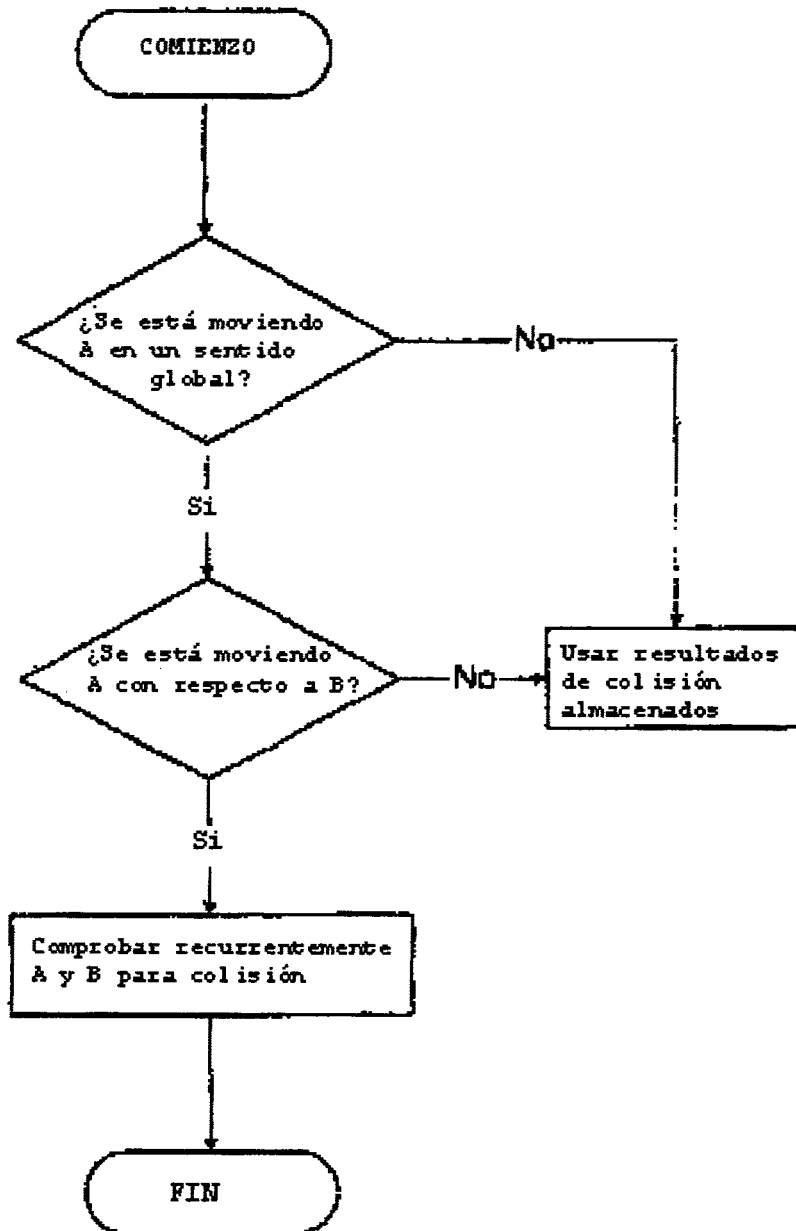 COMIENZO
¿Se está moviendo
A en un sentido
global?
No
Si
¿Se está moviendo
A con respecto a B?
No
Usar resultados
de colisión
almacenados
Si
Comprobar recurrentemente
A y B para colisión
FIN